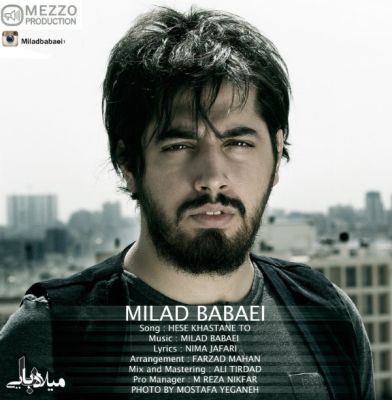 MEZZO
PRODUCTION
Miladbabaei1
MILAD BABAEI
Song : HESE KHASTANE TO
Music : MILAD BABAEI
Lyrics : NIMA JAFARI
Arrangement : FARZAD MAHAN
Mix and Mastering : ALI TIRDAD
Pro Manager : M REZA NIKFAR
PHOTO BY MOSTAFA YEGANEH
میلاد بابایی